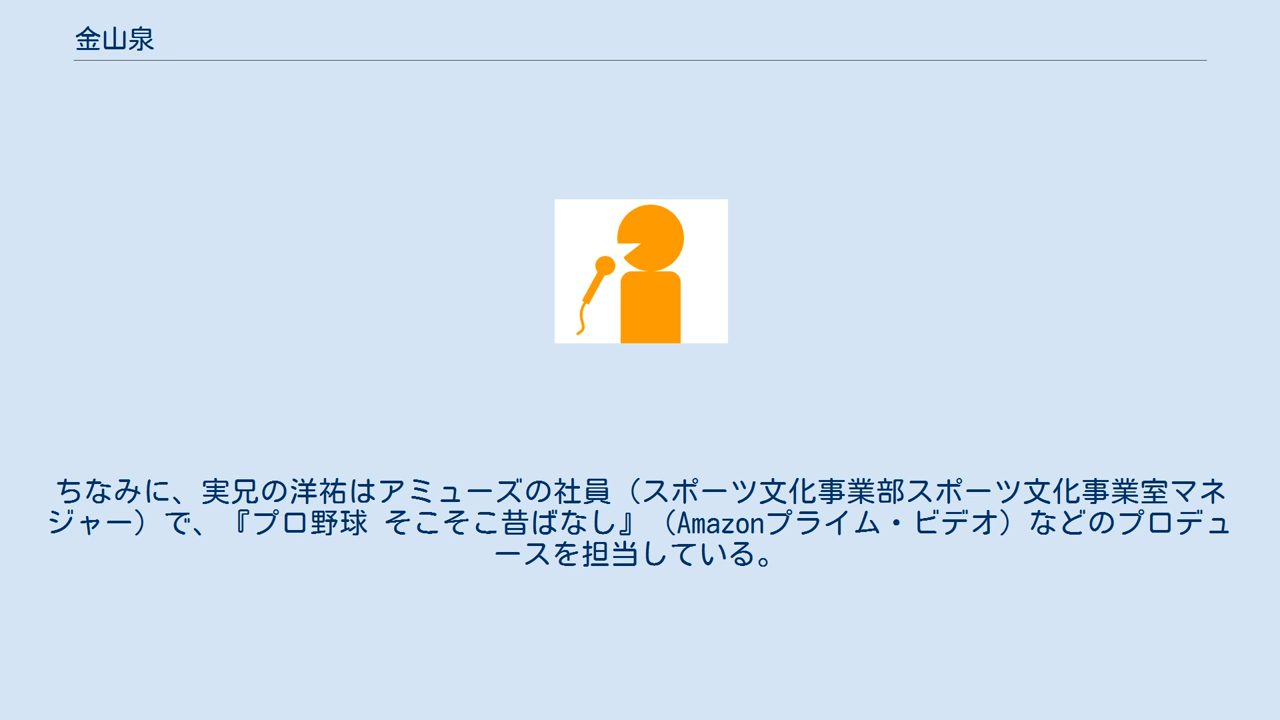 金山泉
ちなみに、実兄の洋祐はアミューズの社員（スポーツ文化事業部スポーツ文化事業室マネ
ジャー）で、『プロ野球 そこそこ昔ばなし』（Amazonプライム・ビデオ）などのプロデュ
ースを担当している。